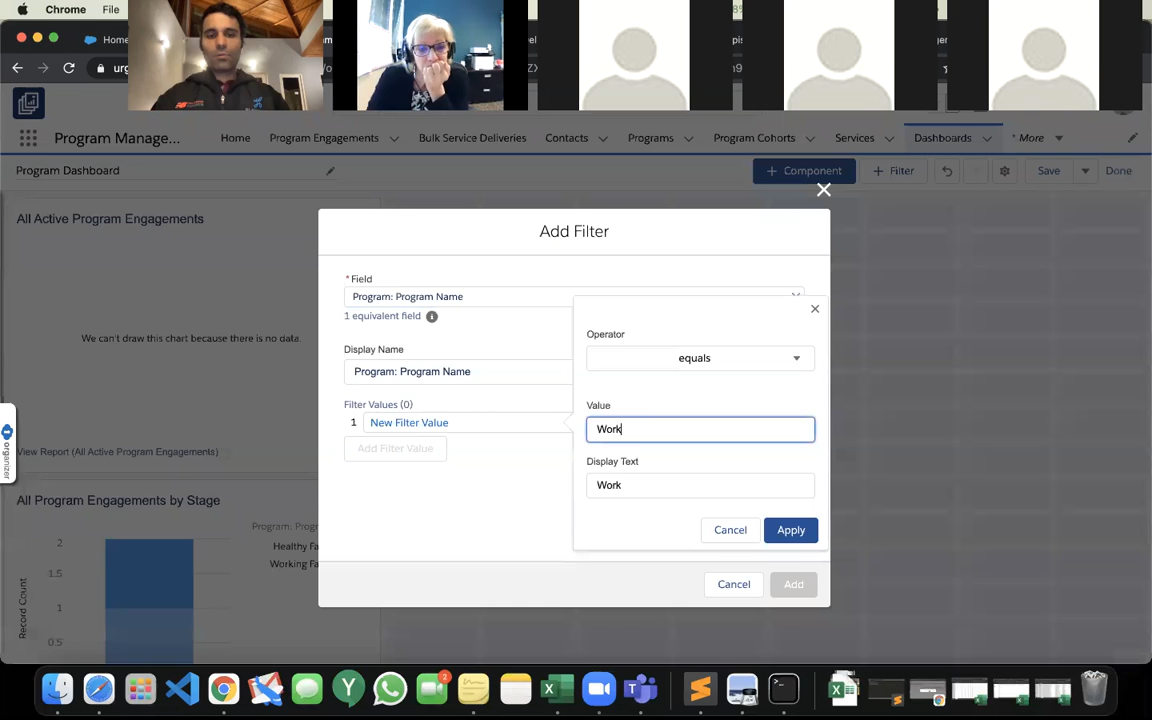 Chrome File
Home
urg
Program Manage...
Home Program Engagements Bulk Service Deliveries Contacts Programs Program Cohorts Services Dashboards * More
Program Dashboard
+ Component
+ Filter
Save
Done
All Active Program Engagements
We can't draw this chart because there is no data.
View Report (All Active Program Engagements)
All Program Engagements by Stage
Program: Progr
Healthy Fa
Working Fa
Record Count
2
1.5
1
0.5
Add Filter
* Field
Program: Program Name
1 equivalent field
Display Name
Program: Program Name
Filter Values (0)
1 New Filter Value
Add Filter Value
Operator
equals
Value
Work
Display Text
Work
Cancel Apply
Cancel Add
organizer
2